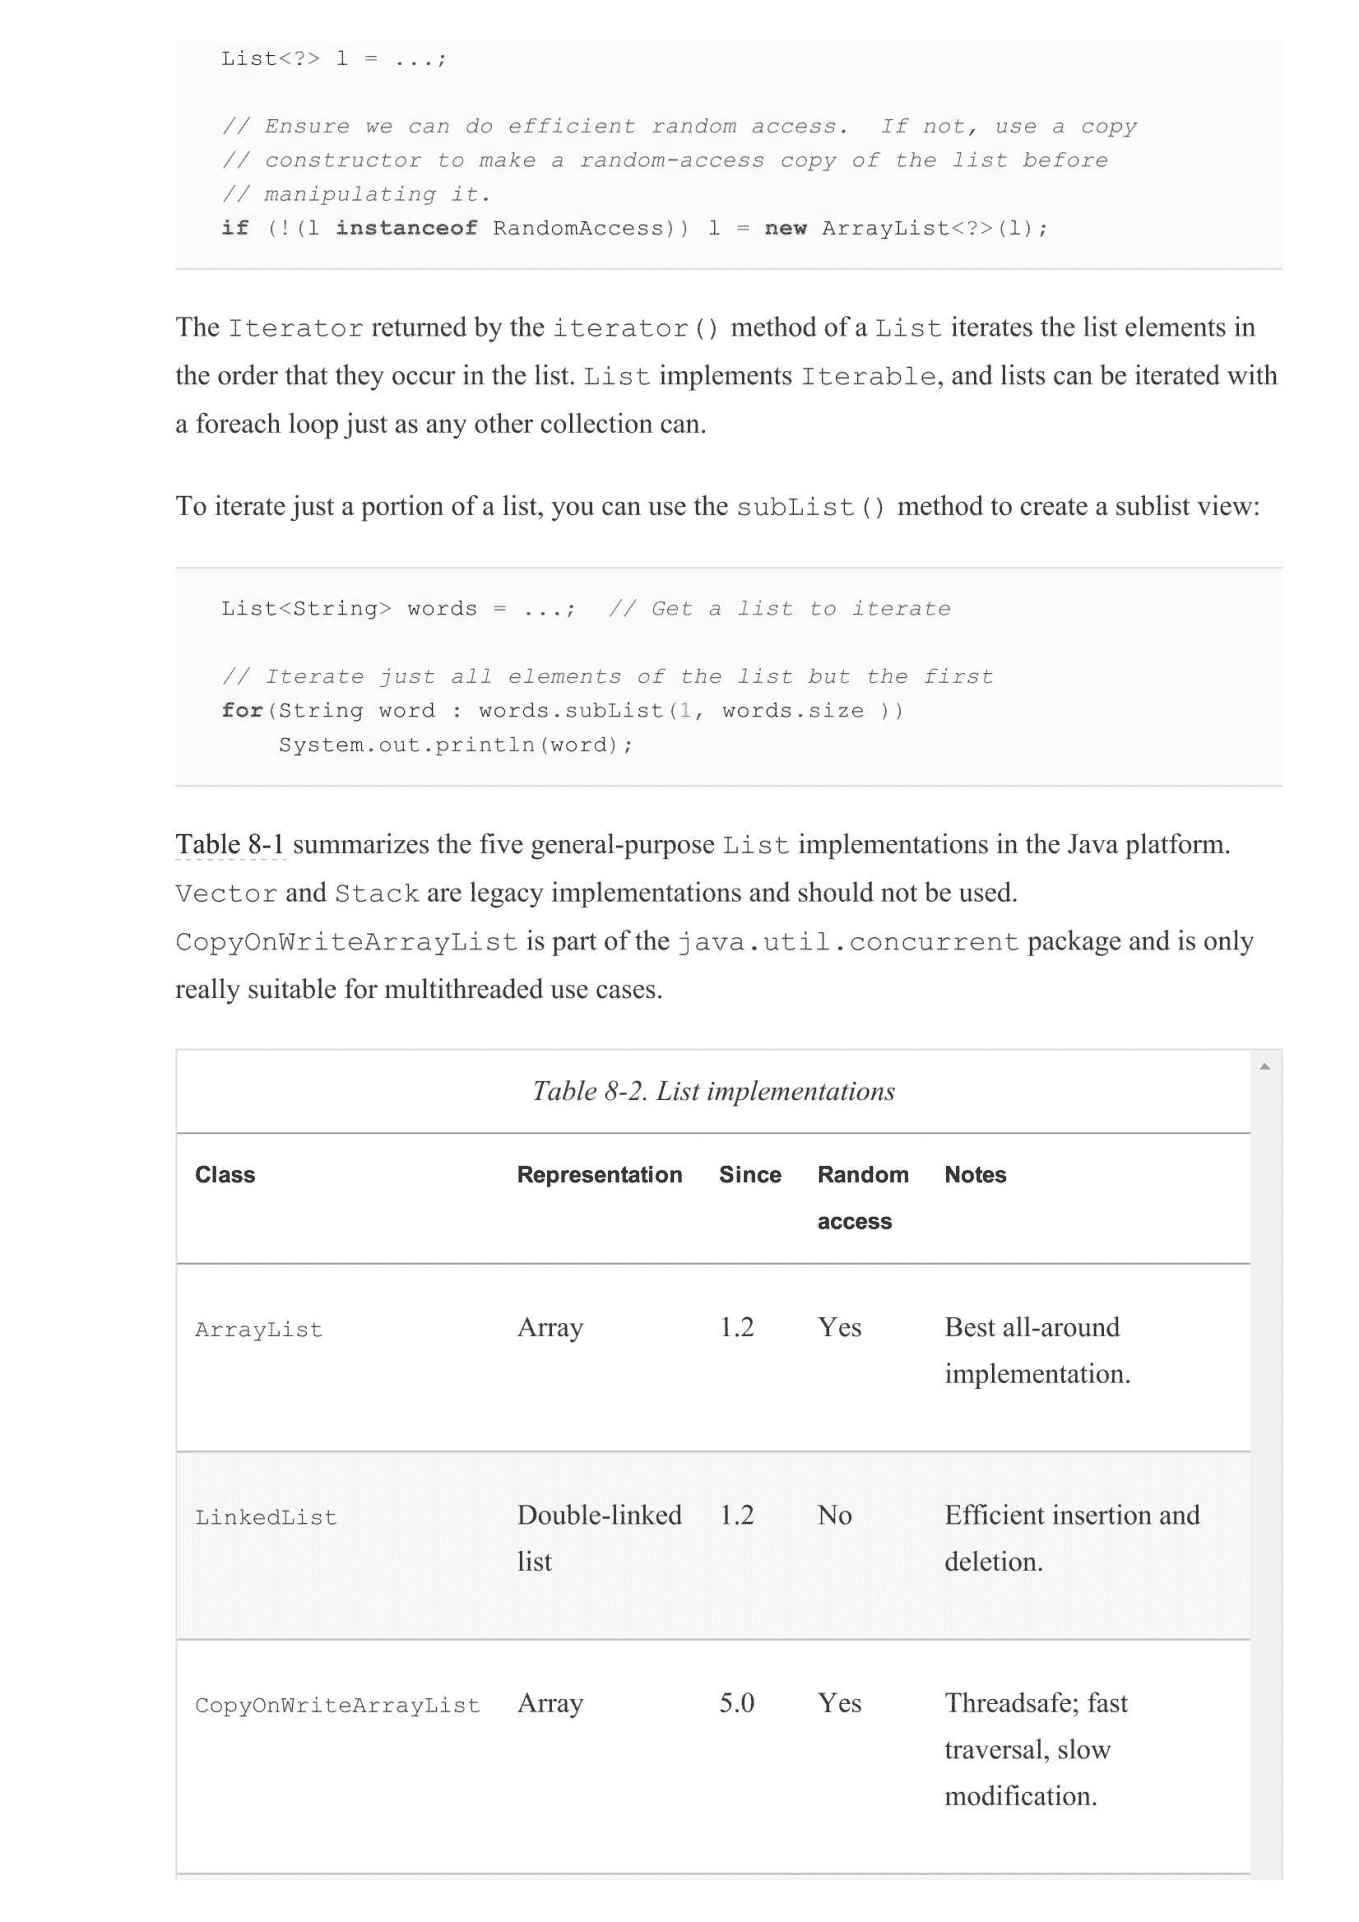 List<?> l = ...;
// Ensure we can do efficient random access.  If not, use a copy
// constructor to make a random-access copy of the list before
// manipulating it.
if (!(l instanceof RandomAccess)) l = new ArrayList<?>(l);
The Iterator returned by the iterator() method of a List iterates the list elements in
the order that they occur in the list. List implements Iterable, and lists can be iterated with
a foreach loop just as any other collection can.
To iterate just a portion of a list, you can use the subList() method to create a sublist view:
List<String> words = ...;  // Get a list to iterate
// Iterate just all elements of the list but the first
for(String word : words.subList(1, words.size ))
    System.out.println(word);
Table 8-1 summarizes the five general-purpose List implementations in the Java platform.
Vector and Stack are legacy implementations and should not be used.
CopyOnWriteArrayList is part of the java.util.concurrent package and is only
really suitable for multithreaded use cases.
Table 8-2. List implementations
Class Representation Since Random Notes
access
ArrayList Array 1.2 Yes Best all-around
implementation.
LinkedList Double-linked 1.2 No Efficient insertion and
list deletion.
CopyOnWriteArrayList Array 5.0 Yes Threadsafe; fast
traversal, slow
modification.